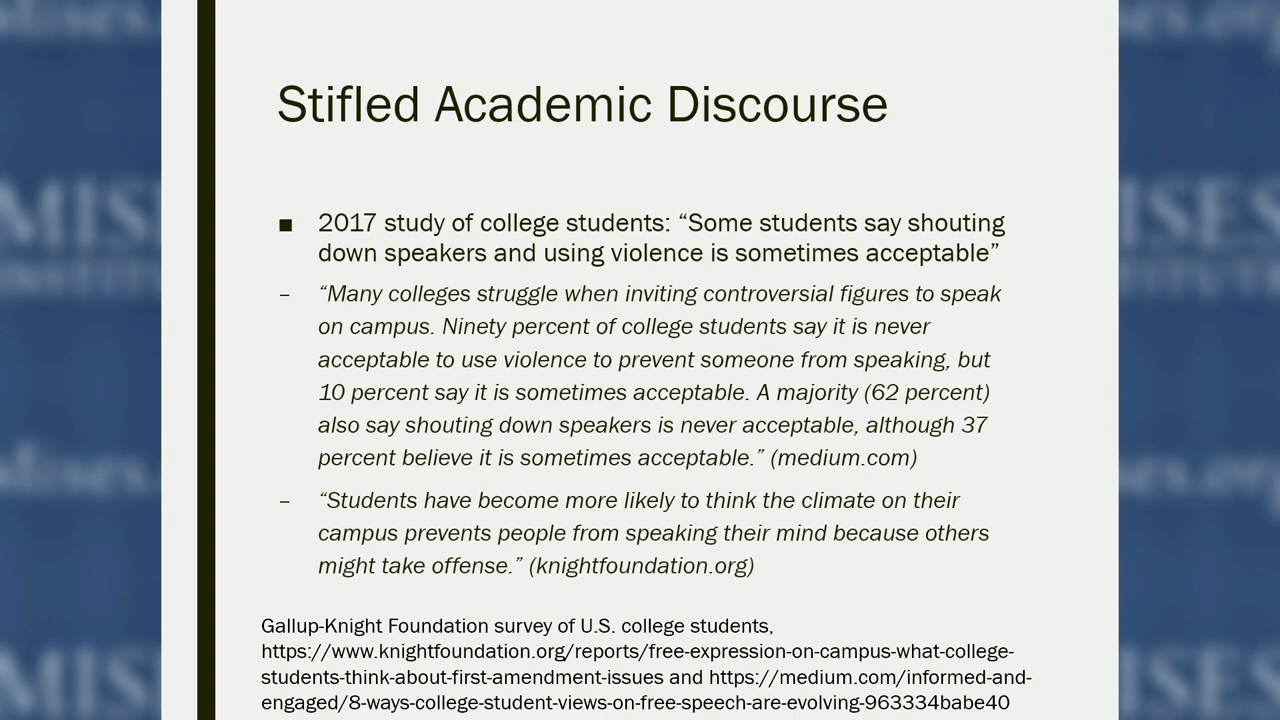 Stifled Academic Discourse
■ 2017 study of college students: “Some students say shouting
down speakers and using violence is sometimes acceptable”
– “Many colleges struggle when inviting controversial figures to speak
on campus. Ninety percent of college students say it is never
acceptable to use violence to prevent someone from speaking, but
10 percent say it is sometimes acceptable. A majority (62 percent)
also say shouting down speakers is never acceptable, although 37
percent believe it is sometimes acceptable.” (medium.com)
– “Students have become more likely to think the climate on their
campus prevents people from speaking their mind because others
might take offense.” (knightfoundation.org)
Gallup-Knight Foundation survey of U.S. college students,
https://www.knightfoundation.org/reports/free-expression-on-campus-what-college-
students-think-about-first-amendment-issues and https://medium.com/informed-and-
engaged/8-ways-college-student-views-on-free-speech-are-evolving-963334babe40